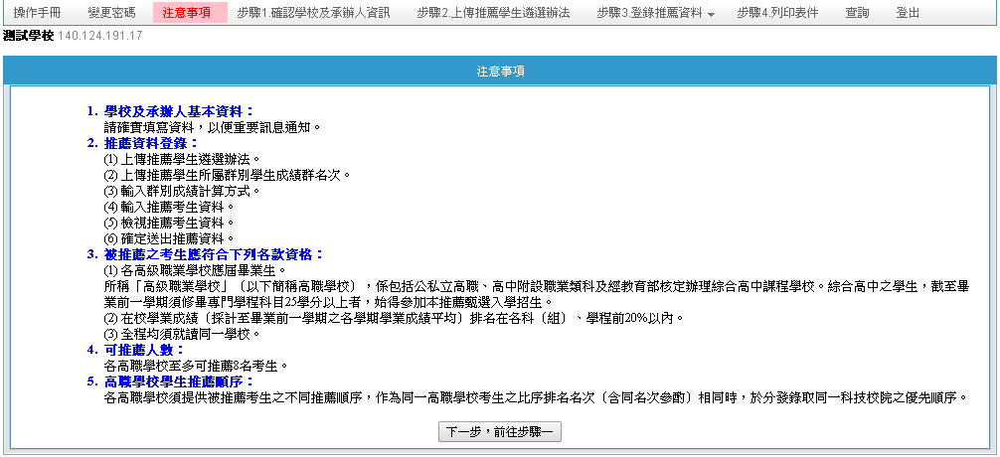 操作手冊 變更密碼 注意事項 步驟1.確認學校及承辦人資訊 步驟2.上傳推薦學生遴選辦法 步驟3.登錄推薦資料 步驟4.列印表件 查詢 登出
測試學校 140.124.191.17
注意事項
1. 學校及承辦人基本資料：
請確實填寫資料，以便重要訊息通知。
2. 推薦資料登錄：
(1) 上傳推薦學生遴選辦法。
(2) 上傳推薦學生所屬群別學生成績群名次。
(3) 輸入群別成績計算方式。
(4) 輸入推薦考生資料。
(5) 檢視推薦考生資料。
(6) 確定送出推薦資料。
3. 被推薦之考生應符合下列各款資格：
(1) 各高級職業學校應屆畢業生。
所稱「高級職業學校」〔以下簡稱高職學校〕，係包括公私立高職、高中附設職業類科及經教育部核定辦理綜合高中課程學校。綜合高中之學生，截至畢
業前一學期須修畢專門學程科目25學分以上者，始得參加本推薦甄選入學招生。
(2) 在校學業成績〔採計至畢業前一學期之各學期學業成績平均〕排名在各科〔組〕、學程前20%以內。
(3) 全程均須就讀同一學校。
4. 可推薦人數：
各高職學校至多可推薦8名考生。
5. 高職學校學生推薦順序：
各高職學校須提供被推薦考生之不同推薦順序，作為同一高職學校考生之比序排名名次〔含同名次參酌〕相同時，於分發錄取同一科技校院之優先順序。
下一步，前往步驟一